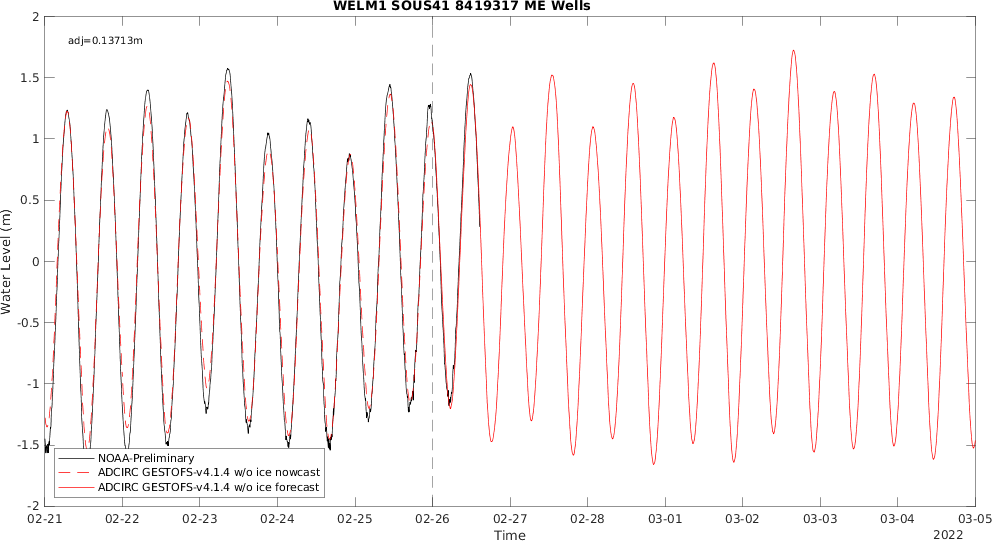 WELM1 SOUS41 8419317 ME Wells
adj=0.13713m
2
1.5
1
0.5
0
-0.5
-1
-1.5
-2
Water Level (m)
NOAA-Preliminary
ADCIRC GESTOFS-v4.1.4 w/o ice nowcast
ADCIRC GESTOFS-v4.1.4 w/o ice forecast
02-21 02-22 02-23 02-24 02-25 02-26 02-27 02-28 03-01 03-02 03-03 03-04 03-05
Time
2022